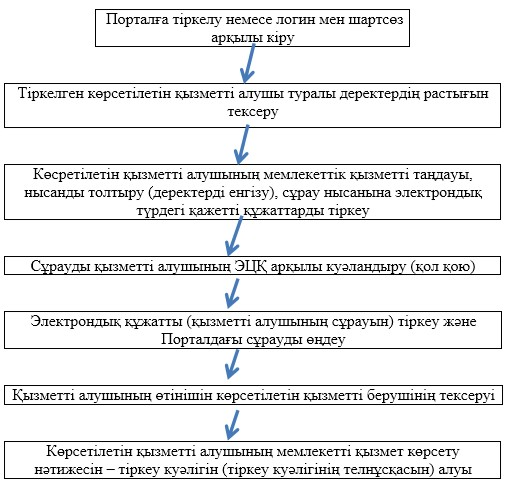 Порталға тіркелу немесе логин мен шартсөз
арқылы кіру
Тіркелген көрсетілетін қызметті алушы туралы деректердің растығын
тексеру
Көсретілетін қызметті алушының мемлекеттік қызметті таңдауы,
нысанды толтыру (деректерді енгізу), сұрау нысанына электрондық
түрдегі қажетті құжаттарды тіркеу
Сұрауды қызметті алушының ЭЦҚ арқылы куәландыру (қол қою)
Электрондық құжатты (қызметті алушының сұрауын) тіркеу және
Порталдағы сұрауды өңдеу
Қызметті алушының өтінішін көрсетілетін қызметті берушінің тексеруі
Көрсетілетін қызметті алушының мемлекетті қызмет көрсету
нәтижесін – тіркеу куәлігін (тіркеу куәлігінің телнұсқасын) алуы